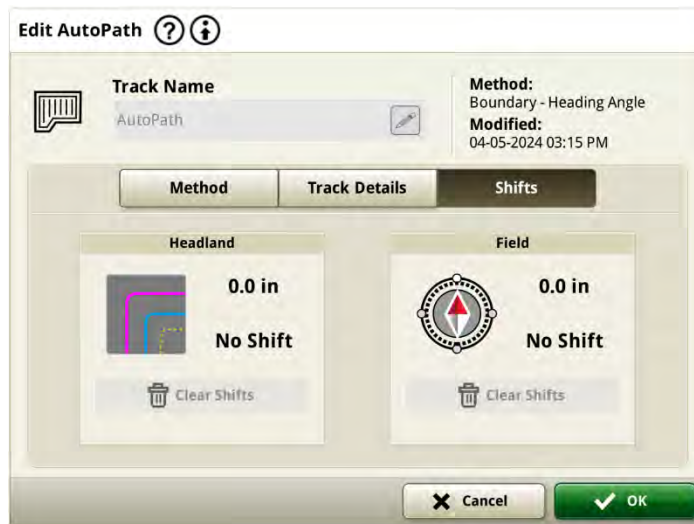 Edit AutoPath
Track Name
AutoPath
Method:
Boundary - Heading Angle
Modified:
04-05-2024 03:15 PM
Method
Track Details
Shifts
Headland
0.0 in
No Shift
Clear Shifts
Field
0.0 in
No Shift
Clear Shifts
Cancel
OK